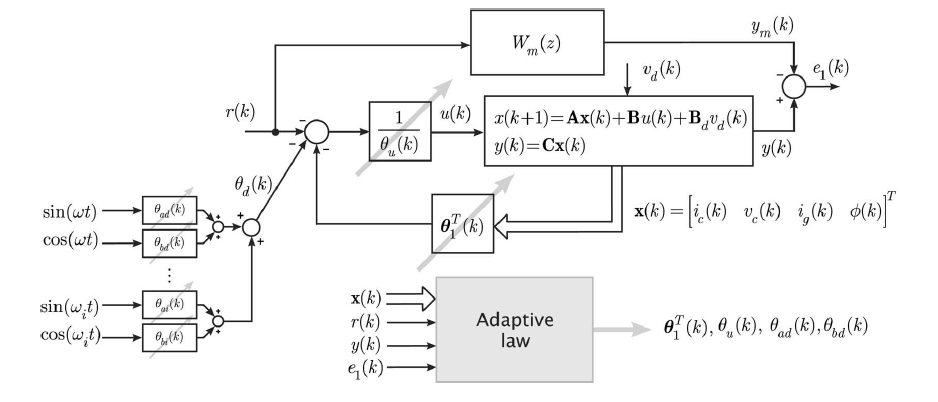 W_m(z)
y_m(k)
e_1(k)
−
+
v_d(k)
r(k)
−
−
−
1
θ_u(k)
u(k)
x(k+1)=Ax(k)+Bu(k)+B_d v_d(k)
y(k)=Cx(k)
y(k)
θ_d(k)
θ_1^T(k)
x(k)=[i_c(k) v_c(k) i_g(k) ϕ(k)]^T
sin(ωt)
θ_ad(k)
+
+
+
+
cos(ωt)
θ_bd(k)
⋮
sin(ω_i t)
θ_ai(k)
+
+
cos(ω_i t)
θ_bd(k)
x(k)
r(k)
y(k)
e_1(k)
Adaptive
law
θ_1^T(k), θ_u(k), θ_ad(k), θ_bd(k)